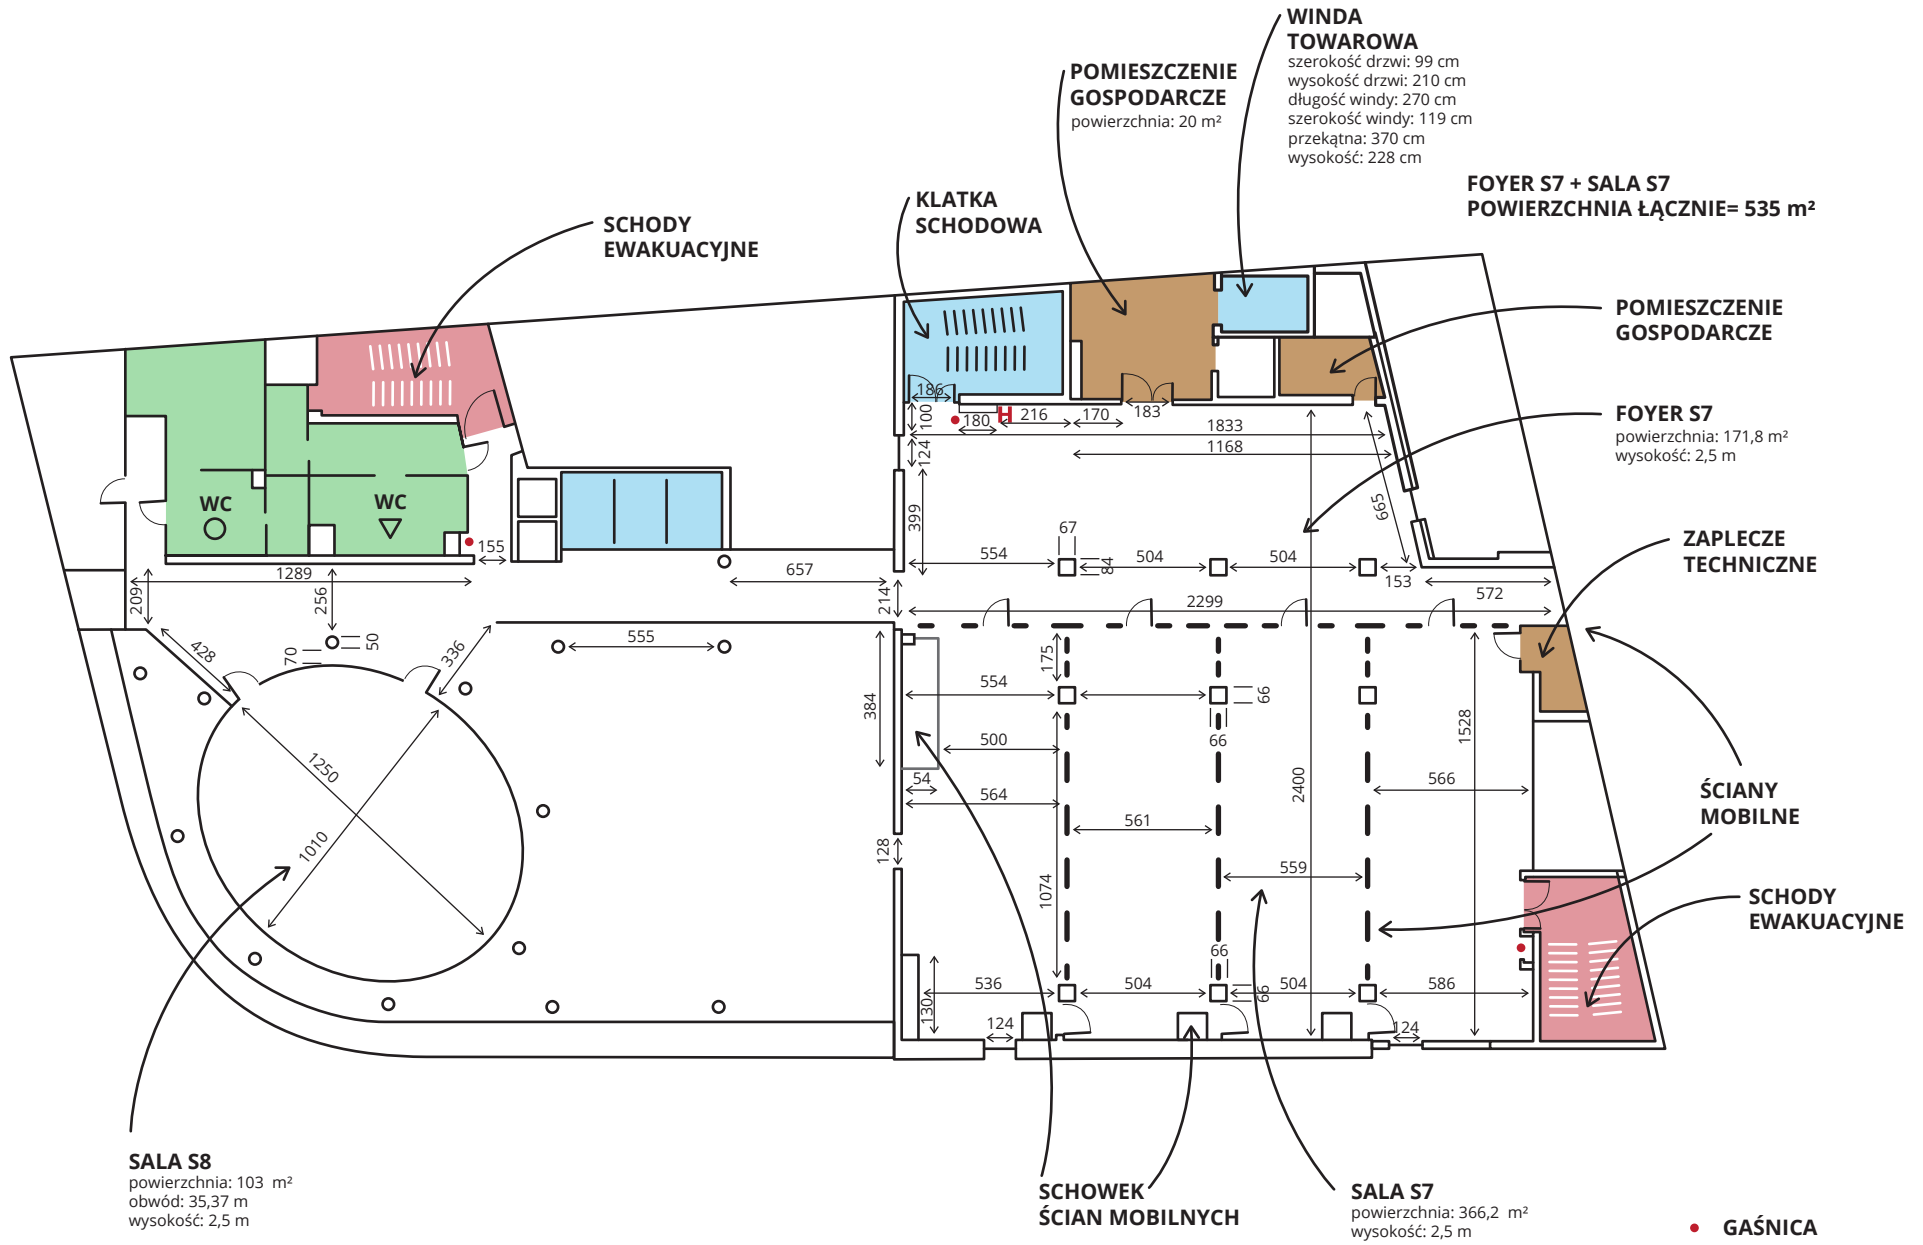 WINDA
TOWAROWA
szerokość drzwi: 99 cm
wysokość drzwi: 210 cm
długość windy: 270 cm
szerokość windy: 119 cm
przekątna: 370 cm
wysokość: 228 cm
POMIESZCZENIE
GOSPODARCZE
powierzchnia: 20 m²
FOYER S7 + SALA S7
POWIERZCHNIA ŁĄCZNIE= 535 m²
KLATKA
SCHODOWA
SCHODY
EWAKUACYJNE
POMIESZCZENIE
GOSPODARCZE
186
100
180
H
216
170
183
1833
1168
124
399
665
FOYER S7
powierzchnia: 171,8 m²
wysokość: 2,5 m
WC
WC
155
67
554
84
504
504
153
572
ZAPLECZE
TECHNICZNE
1289
209
256
657
214
2299
50
70
428
336
555
175
384
554
66
66
500
54
564
1528
2400
566
561
559
128
1074
1250
1010
ŚCIANY
MOBILNE
SCHODY
EWAKUACYJNE
66
536
504
66
504
586
130
124
124
SALA S8
powierzchnia: 103 m²
obwód: 35,37 m
wysokość: 2,5 m
SCHOWEK
ŚCIAN MOBILNYCH
SALA S7
powierzchnia: 366,2 m²
wysokość: 2,5 m
GAŚNICA